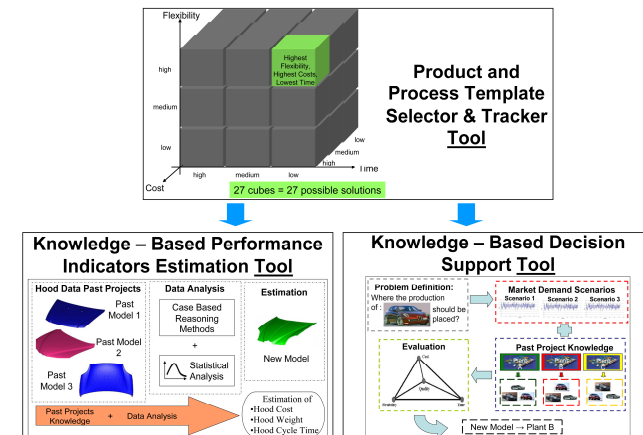 Flexibility
high
medium
low
Highest
Flexibility,
Highest Costs,
Lowest Time
low
medium
high
Time
high
medium
low
Cost
27 cubes = 27 possible solutions
Product and
Process Template
Selector & Tracker
Tool
Knowledge – Based Performance
Indicators Estimation Tool
Hood Data Past Projects
Past
Model 1
Past Model
2
Past
Model 3
Data Analysis
Case Based
Reasoning
Methods
+
Statistical
Analysis
Estimation
New Model
Past Projects
Knowledge
+
Data Analysis
Estimation of
•Hood Cost
•Hood Weight
•Hood Cycle Time
Knowledge – Based Decision
Support Tool
Problem Definition:
Where the production
of :
should be
placed?
Market Demand Scenarios
Scenario 1
Scenario 2
Scenario 3
Evaluation
Cost
Quality
Time
Past Project Knowledge
New Model → Plant B